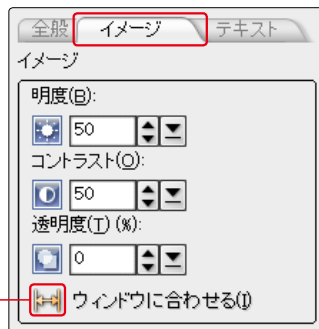 全般 イメージ テキスト
イメージ
明度(B):
50
コントラスト(O):
50
透明度(T) (%):
0
ウィンドウに合わせる(I)